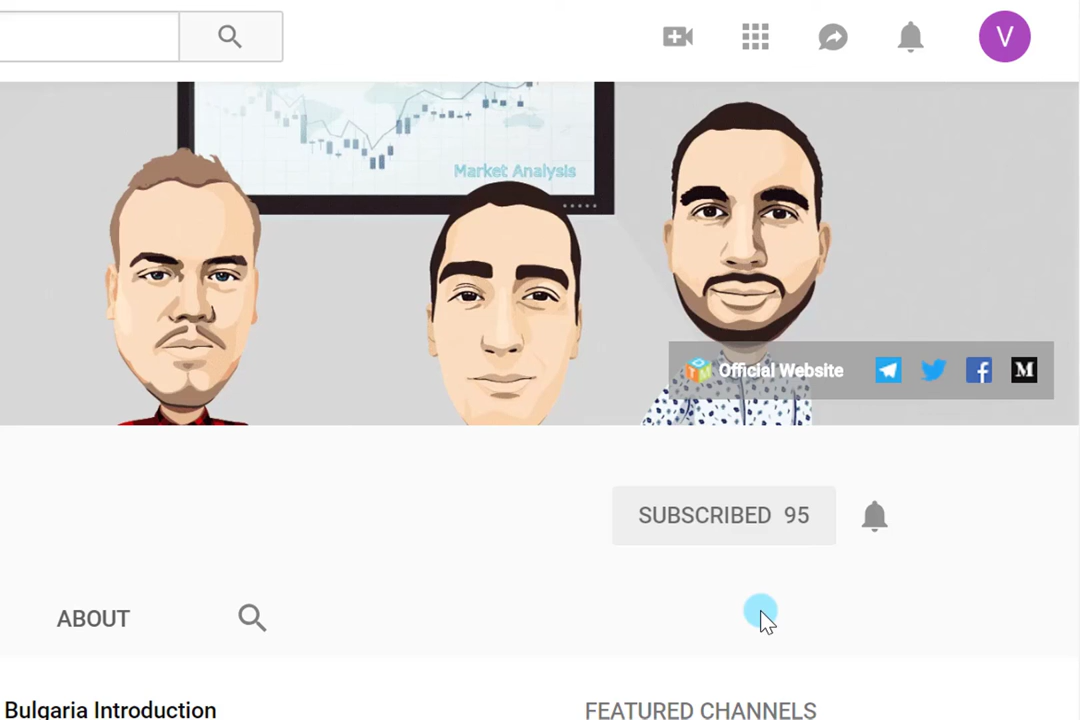 V
Market Analysis
Official Website
M
SUBSCRIBED 95
ABOUT
Bulgaria Introduction
FEATURED CHANNELS